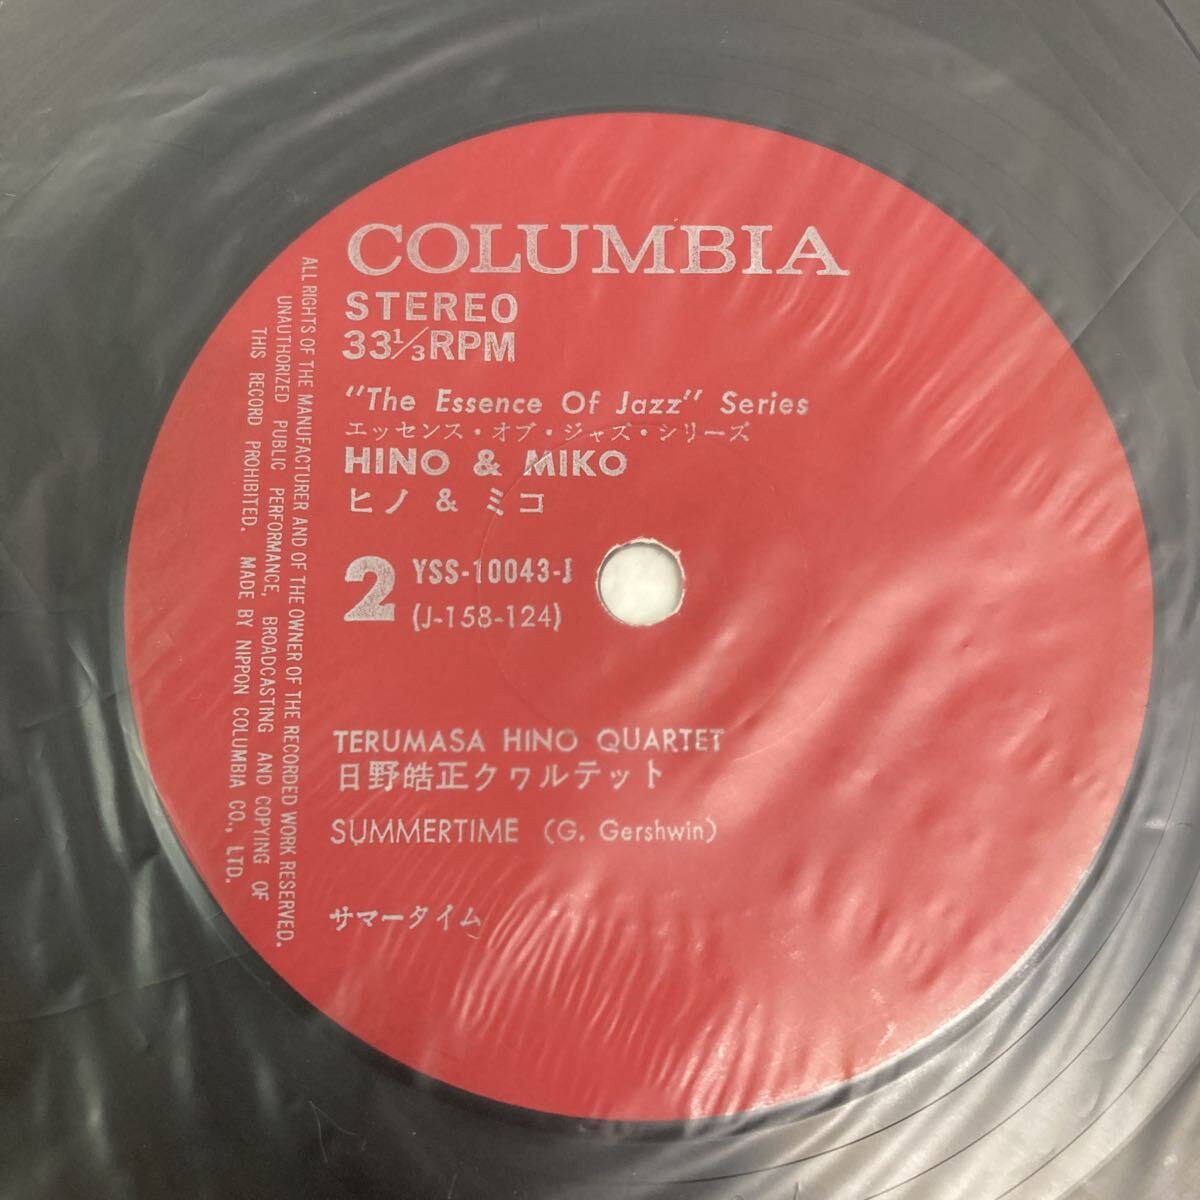 COLUMBIA
STEREO
33⅓RPM
"The Essence Of Jazz" Series
エッセンス・オブ・ジャズ・シリーズ
HINO & MIKO
ヒノ & ミコ
2
YSS-10043-J
(J-158-124)
TERUMASA HINO QUARTET
日野皓正クヮルテット
SUMMERTIME (G. Gershwin)
サマータイム
ALL RIGHTS OF THE MANUFACTURER AND OF THE OWNER OF THE RECORDED WORK RESERVED.
UNAUTHORIZED PUBLIC PERFORMANCE, BROADCASTING AND COPYING OF
THIS RECORD PROHIBITED. MADE BY NIPPON COLUMBIA CO., LTD.